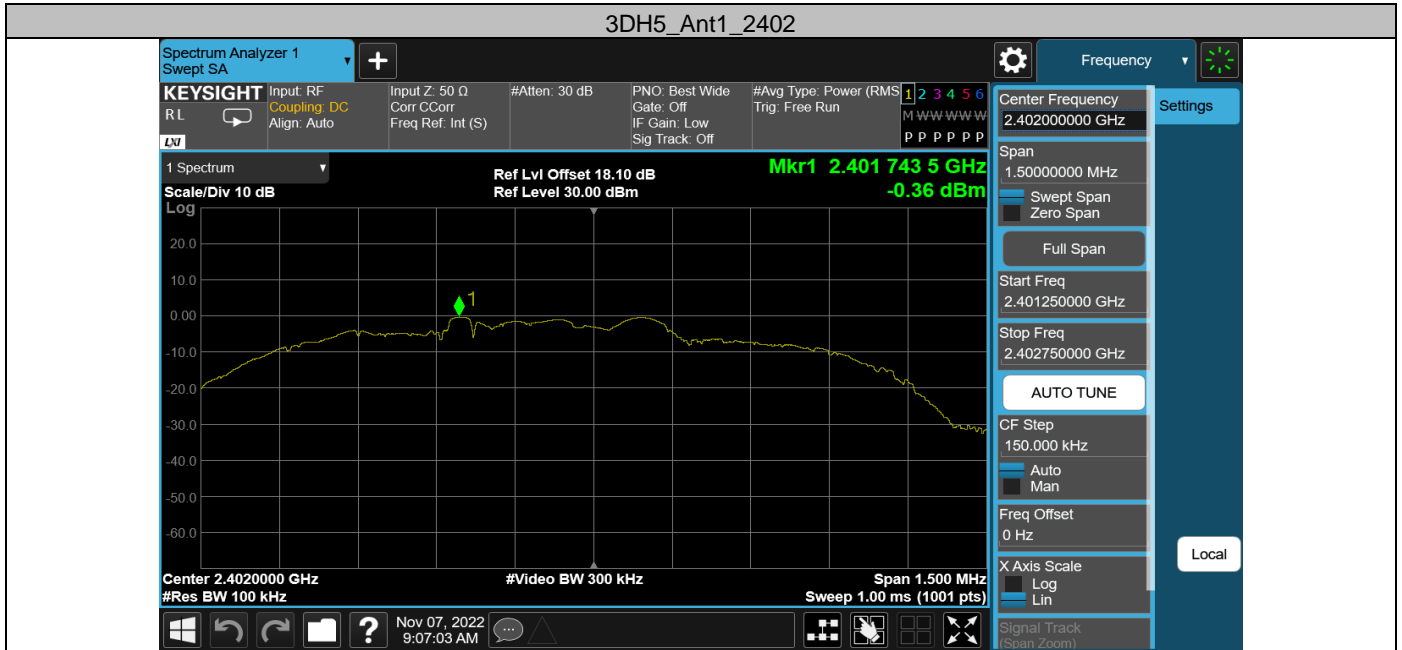 3DH5_Ant1_2402
Spectrum Analyzer 1
Swept SA
Frequency
KEYSIGHT
RL
LXI
Input: RF
Coupling: DC
Align: Auto
Input Z: 50 Ω
Corr CCorr
Freq Ref: Int (S)
#Atten: 30 dB
PNO: Best Wide
Gate: Off
IF Gain: Low
Sig Track: Off
#Avg Type: Power (RMS
Trig: Free Run
1 2 3 4 5 6
M W W W W W
P P P P P P
Center Frequency
2.402000000 GHz
Settings
Span
1.50000000 MHz
Swept Span
Zero Span
Full Span
Start Freq
2.401250000 GHz
Stop Freq
2.402750000 GHz
AUTO TUNE
CF Step
150.000 kHz
Auto
Man
Freq Offset
0 Hz
X Axis Scale
Log
Lin
Signal Track
(Span Zoom)
Local
1 Spectrum
Scale/Div 10 dB
Ref Lvl Offset 18.10 dB
Ref Level 30.00 dBm
Mkr1 2.401 743 5 GHz
-0.36 dBm
Log
20.0
10.0
0.00
-10.0
-20.0
-30.0
-40.0
-50.0
-60.0
1
Center 2.4020000 GHz
#Res BW 100 kHz
#Video BW 300 kHz
Span 1.500 MHz
Sweep 1.00 ms (1001 pts)
?
Nov 07, 2022
9:07:03 AM